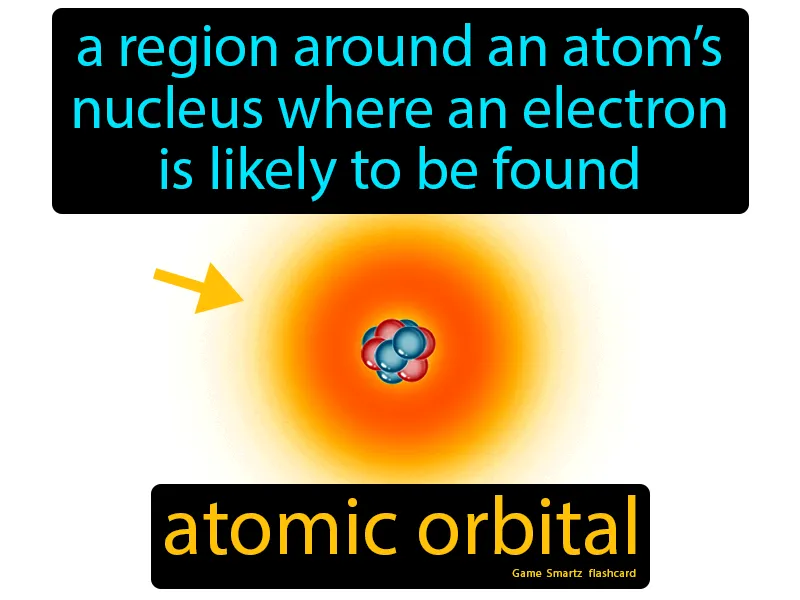 a region around an atom’s
nucleus where an electron
is likely to be found
atomic orbital
Game Smartz flashcard